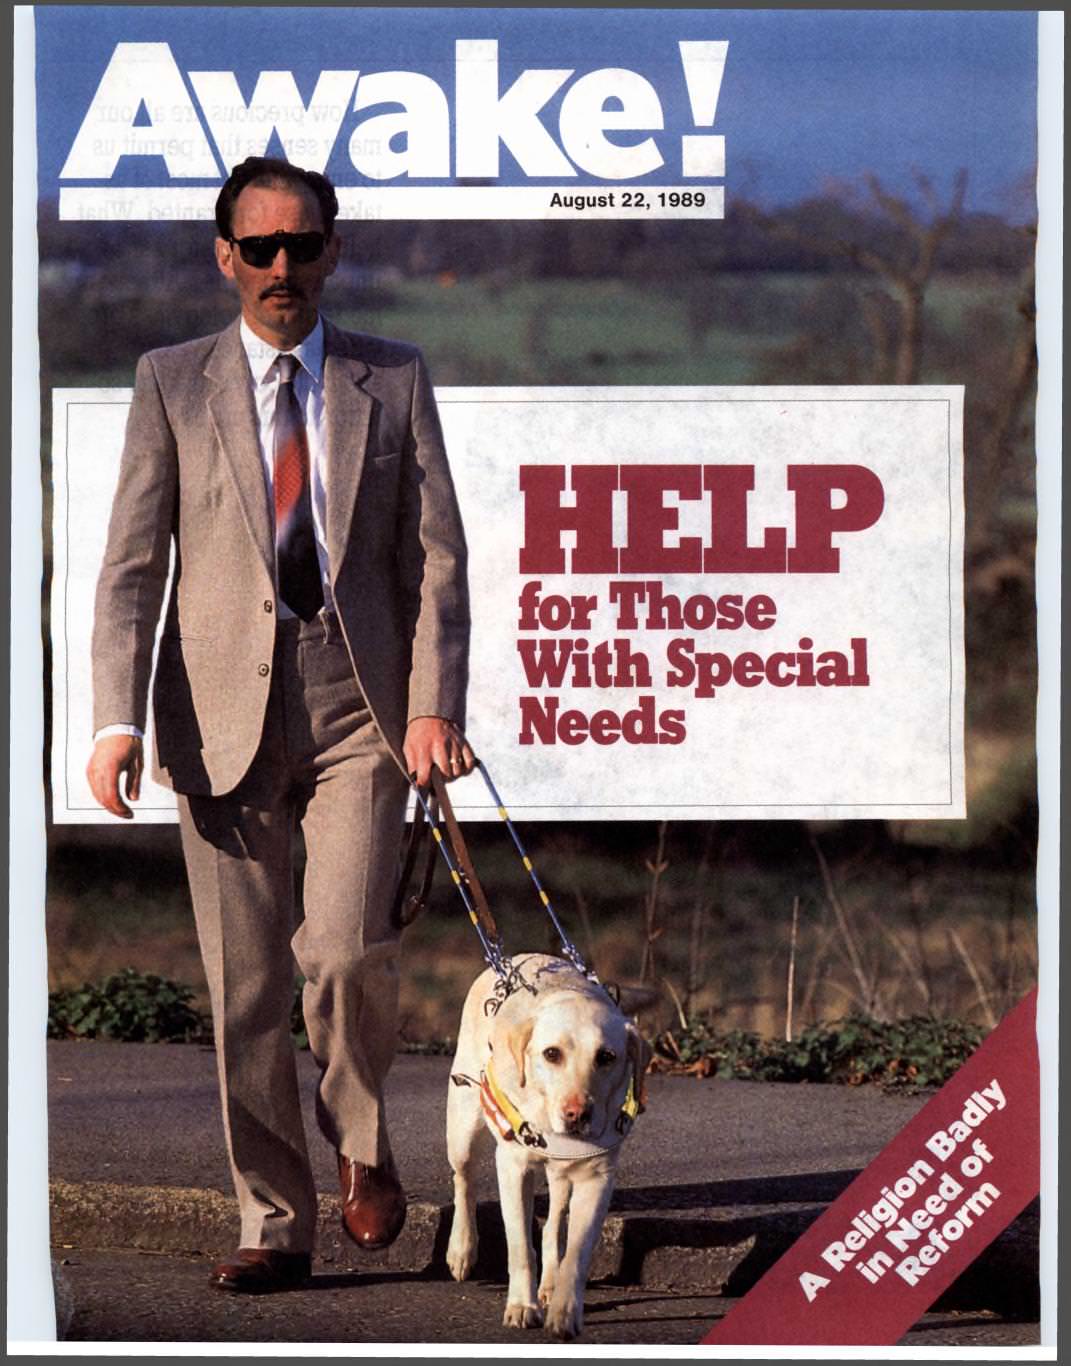 Awake!
August 22, 1989
HELP
for Those
With Special
Needs
A Religion Badly
in Need of
Reform